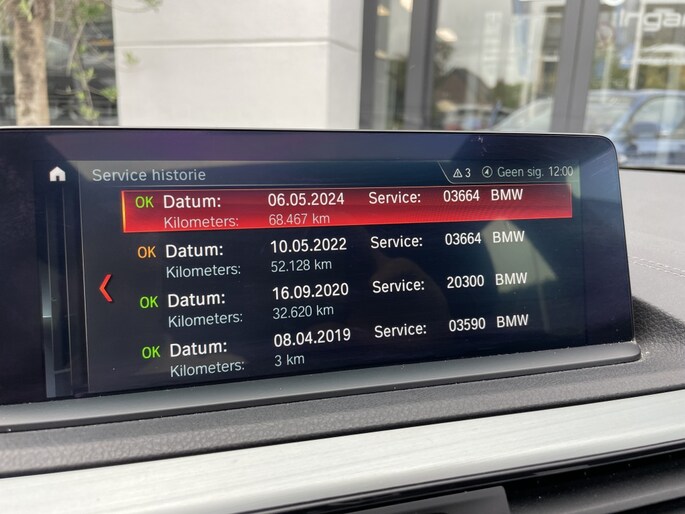 Service historie
3 Geen sig. 12:00
OK Datum: 06.05.2024 Service: 03664 BMW
Kilometers: 68.467 km
OK Datum: 10.05.2022 Service: 03664 BMW
Kilometers: 52.128 km
OK Datum: 16.09.2020 Service: 20300 BMW
Kilometers: 32.620 km
OK Datum: 08.04.2019 Service: 03590 BMW
Kilometers: 3 km